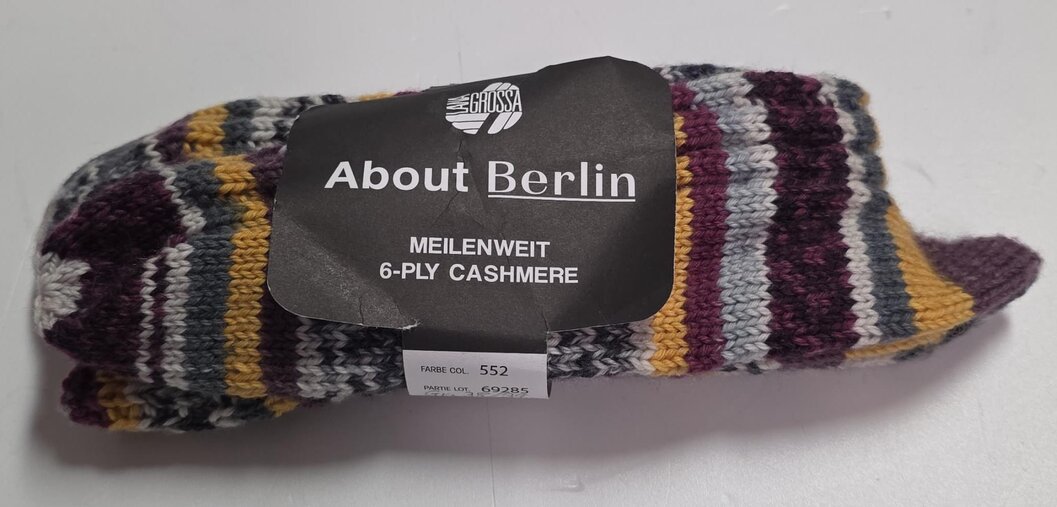 LANA
GROSSA
About Berlin
MEILENWEIT
6-PLY CASHMERE
FARBE COL. 552
PARTIE LOT. 69285